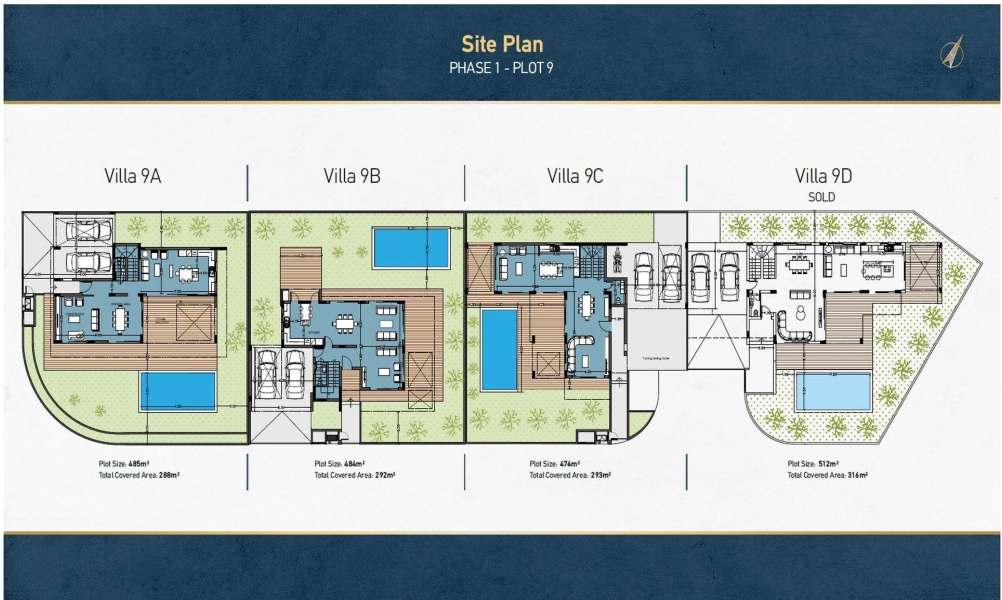 Site Plan
PHASE 1 - PLOT 9
Villa 9A
Villa 9B
Villa 9C
Villa 9D
SOLD
Plot Size: 485m²
Total Covered Area: 288m²
Plot Size: 484m²
Total Covered Area: 292m²
Plot Size: 474m²
Total Covered Area: 293m²
Plot Size: 512m²
Total Covered Area: 316m²